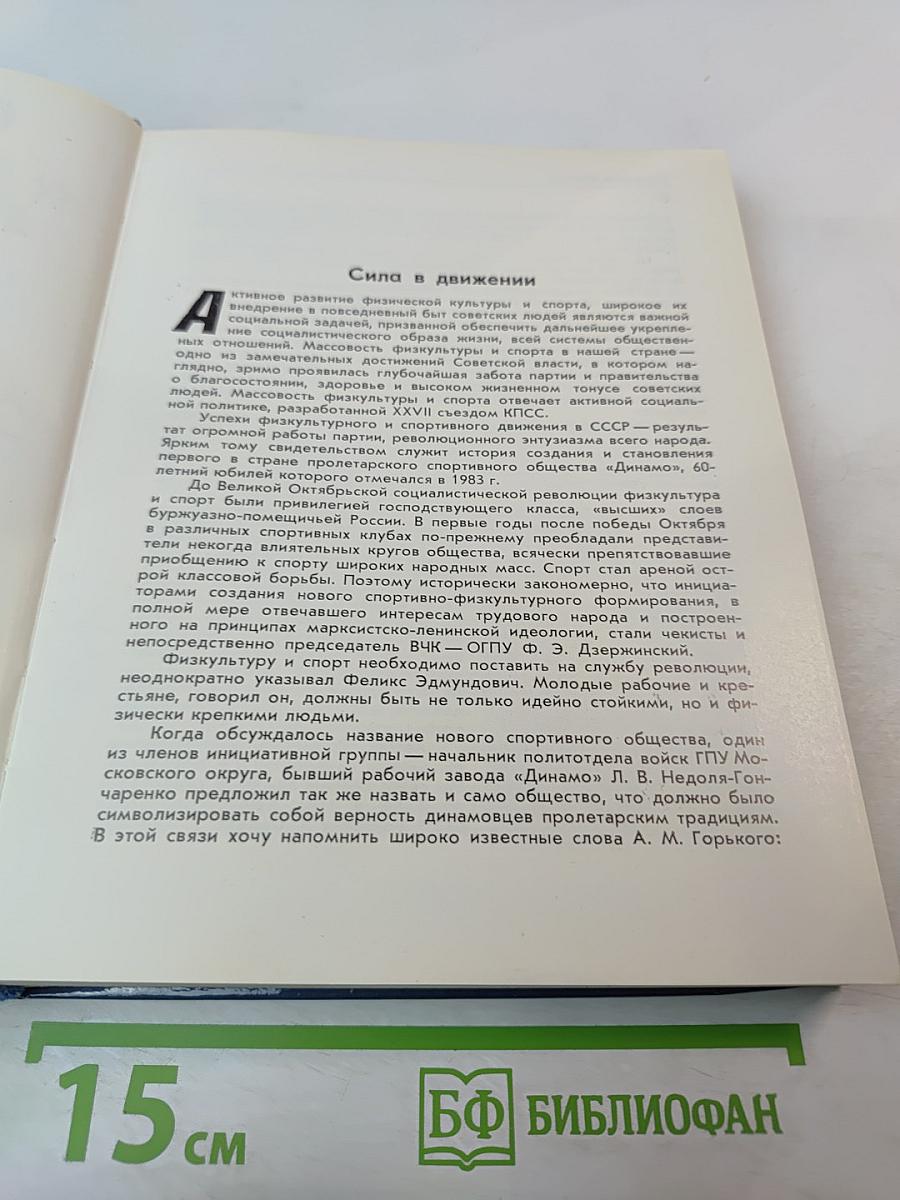 Сила в движении
Активное развитие физической культуры и спорта, широкое их
внедрение в повседневный быт советских людей являются важной
социальной задачей, призванной обеспечить дальнейшее укрепле-
ние социалистического образа жизни, всей системы обществен-
ных отношений. Массовость физкультуры и спорта в нашей стране —
одно из замечательных достижений Советской власти, в котором на-
глядно, зримо проявилась глубочайшая забота партии и правительства
о благосостоянии, здоровье и высоком жизненном тонусе советских
людей. Массовость физкультуры и спорта отвечает активной социаль-
ной политике, разработанной XXVII съездом КПСС.
Успехи физкультурного и спортивного движения в СССР — резуль-
тат огромной работы партии, революционного энтузиазма всего народа.
Ярким тому свидетельством служит история создания и становления
первого в стране пролетарского спортивного общества «Динамо», 60-
летний юбилей которого отмечался в 1983 г.
До Великой Октябрьской социалистической революции физкультура
и спорт были привилегией господствующего класса, «высших» слоев
буржуазно-помещичьей России. В первые годы после победы Октября
в различных спортивных клубах по-прежнему преобладали представи-
тели некогда влиятельных кругов общества, всячески препятствовавшие
приобщению к спорту широких народных масс. Спорт стал ареной ост-
рой классовой борьбы. Поэтому исторически закономерно, что инициа-
торами создания нового спортивно-физкультурного формирования, в
полной мере отвечавшего интересам трудового народа и построен-
ного на принципах марксистско-ленинской идеологии, стали чекисты и
непосредственно председатель ВЧК — ОГПУ Ф. Э. Дзержинский.
Физкультуру и спорт необходимо поставить на службу революции,
неоднократно указывал Феликс Эдмундович. Молодые рабочие и кре-
стьяне, говорил он, должны быть не только идейно стойкими, но и фи-
зически крепкими людьми.
Когда обсуждалось название нового спортивного общества, один
из членов инициативной группы — начальник политотдела войск ГПУ Мо-
сковского округа, бывший рабочий завода «Динамо» Л. В. Недоля-Гон-
чаренко предложил так же назвать и само общество, что должно было
символизировать собой верность динамовцев пролетарским традициям.
В этой связи хочу напомнить широко известные слова А. М. Горького:
15 см
БФ БИБЛИОФАН